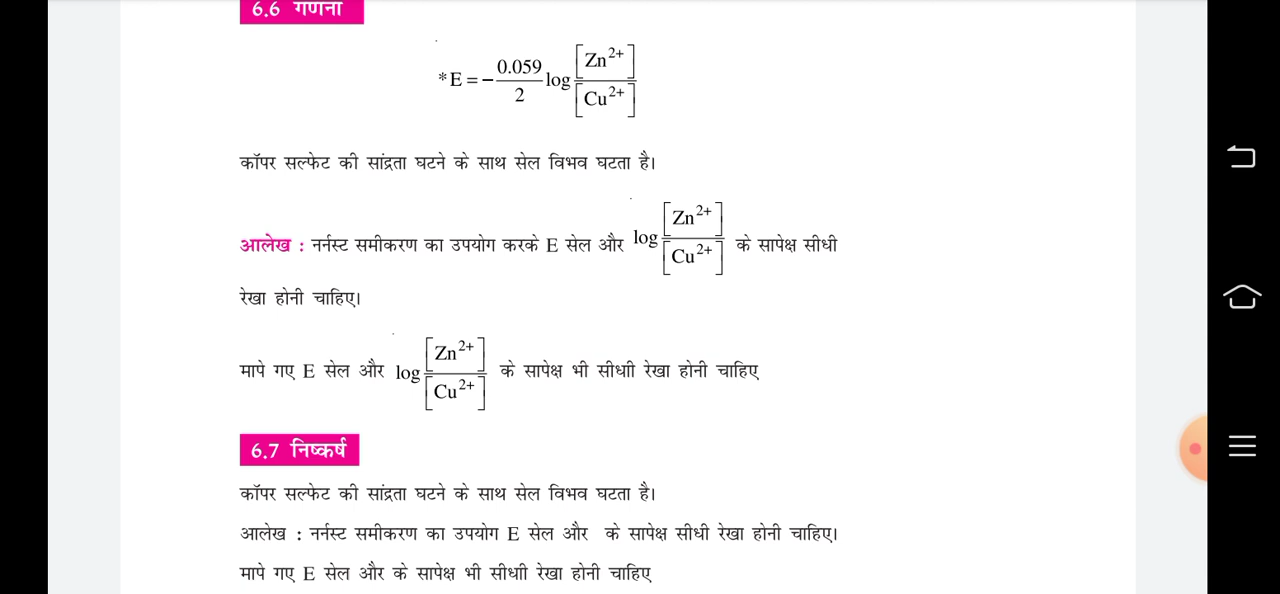 6.6 गणना
*E = −0.059/2 log [Zn²⁺]/[Cu²⁺]
कॉपर सल्फेट की सांद्रता घटने के साथ सेल विभव घटता है।
आलेख : नर्नस्ट समीकरण का उपयोग करके E सेल और log [Zn²⁺]/[Cu²⁺] के सापेक्ष सीधी
रेखा होनी चाहिए।
मापे गए E सेल और log [Zn²⁺]/[Cu²⁺] के सापेक्ष भी सीधाी रेखा होनी चाहिए
6.7 निष्कर्ष
कॉपर सल्फेट की सांद्रता घटने के साथ सेल विभव घटता है।
आलेख : नर्नस्ट समीकरण का उपयोग E सेल और के सापेक्ष सीधी रेखा होनी चाहिए।
मापे गए E सेल और के सापेक्ष भी सीधाी रेखा होनी चाहिए